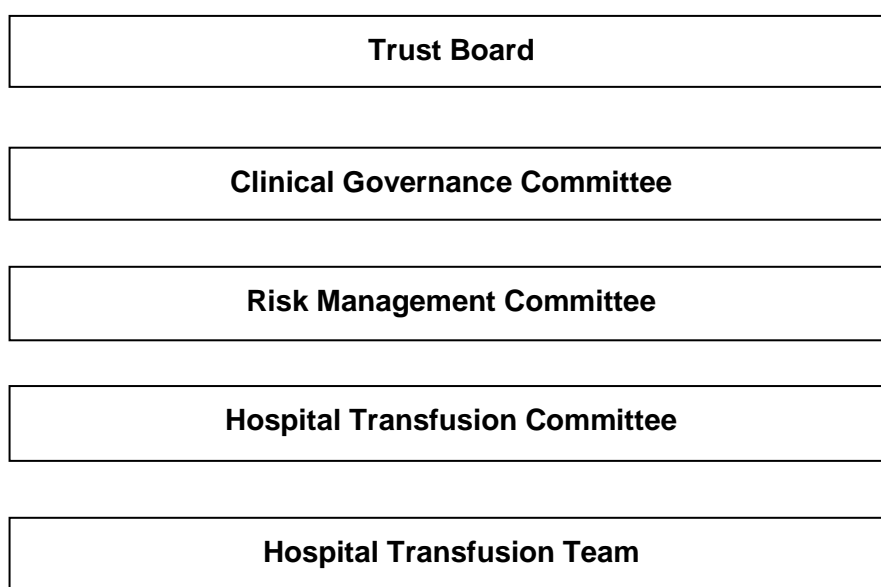 Trust Board
Clinical Governance Committee
Risk Management Committee
Hospital Transfusion Committee
Hospital Transfusion Team